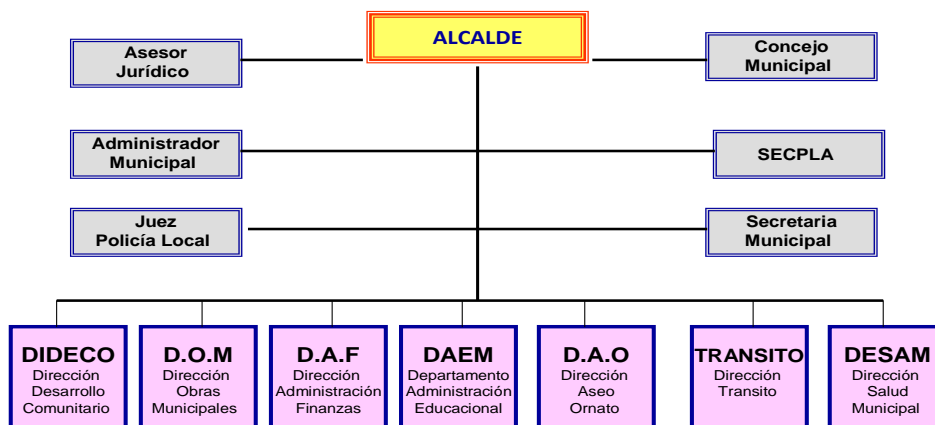 ALCALDE
Asesor
Jurídico
Concejo
Municipal
Administrador
Municipal
SECPLA
Juez
Policía Local
Secretaria
Municipal
DIDECO
Dirección
Desarrollo
Comunitario
D.O.M
Dirección
Obras
Municipales
D.A.F
Dirección
Administración
Finanzas
DAEM
Departamento
Administración
Educacional
D.A.O
Dirección
Aseo
Ornato
TRANSITO
Dirección
Transito
DESAM
Dirección
Salud
Municipal